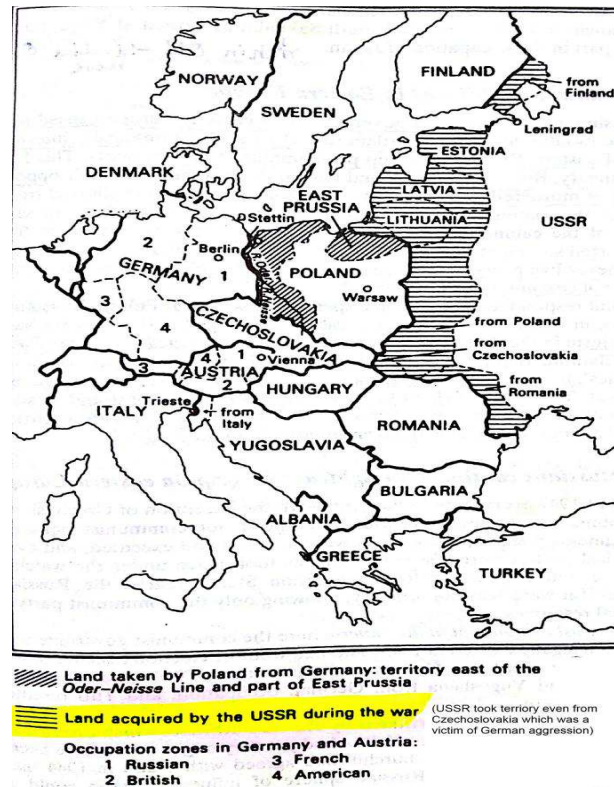 NORWAY
SWEDEN
FINLAND
from
Finland
Leningrad
ESTONIA
DENMARK
LATVIA
EAST
PRUSSIA
LITHUANIA
USSR
Stettin
2
Berlin
1
POLAND
GERMANY
Warsaw
R. Oder-Neisse
3
4
CZECHOSLOVAKIA
from Poland
from
Czechoslovakia
4
1
Vienna
3
AUSTRIA
2
HUNGARY
from
Romania
ITALY
Trieste
from
Italy
ROMANIA
YUGOSLAVIA
BULGARIA
ALBANIA
GREECE
TURKEY
Land taken by Poland from Germany: territory east of the
Oder–Neisse Line and part of East Prussia
Land acquired by the USSR during the war
(USSR took territory even from
Czechoslovakia which was a
victim of German aggression)
Occupation zones in Germany and Austria:
1 Russian 3 French
2 British 4 American